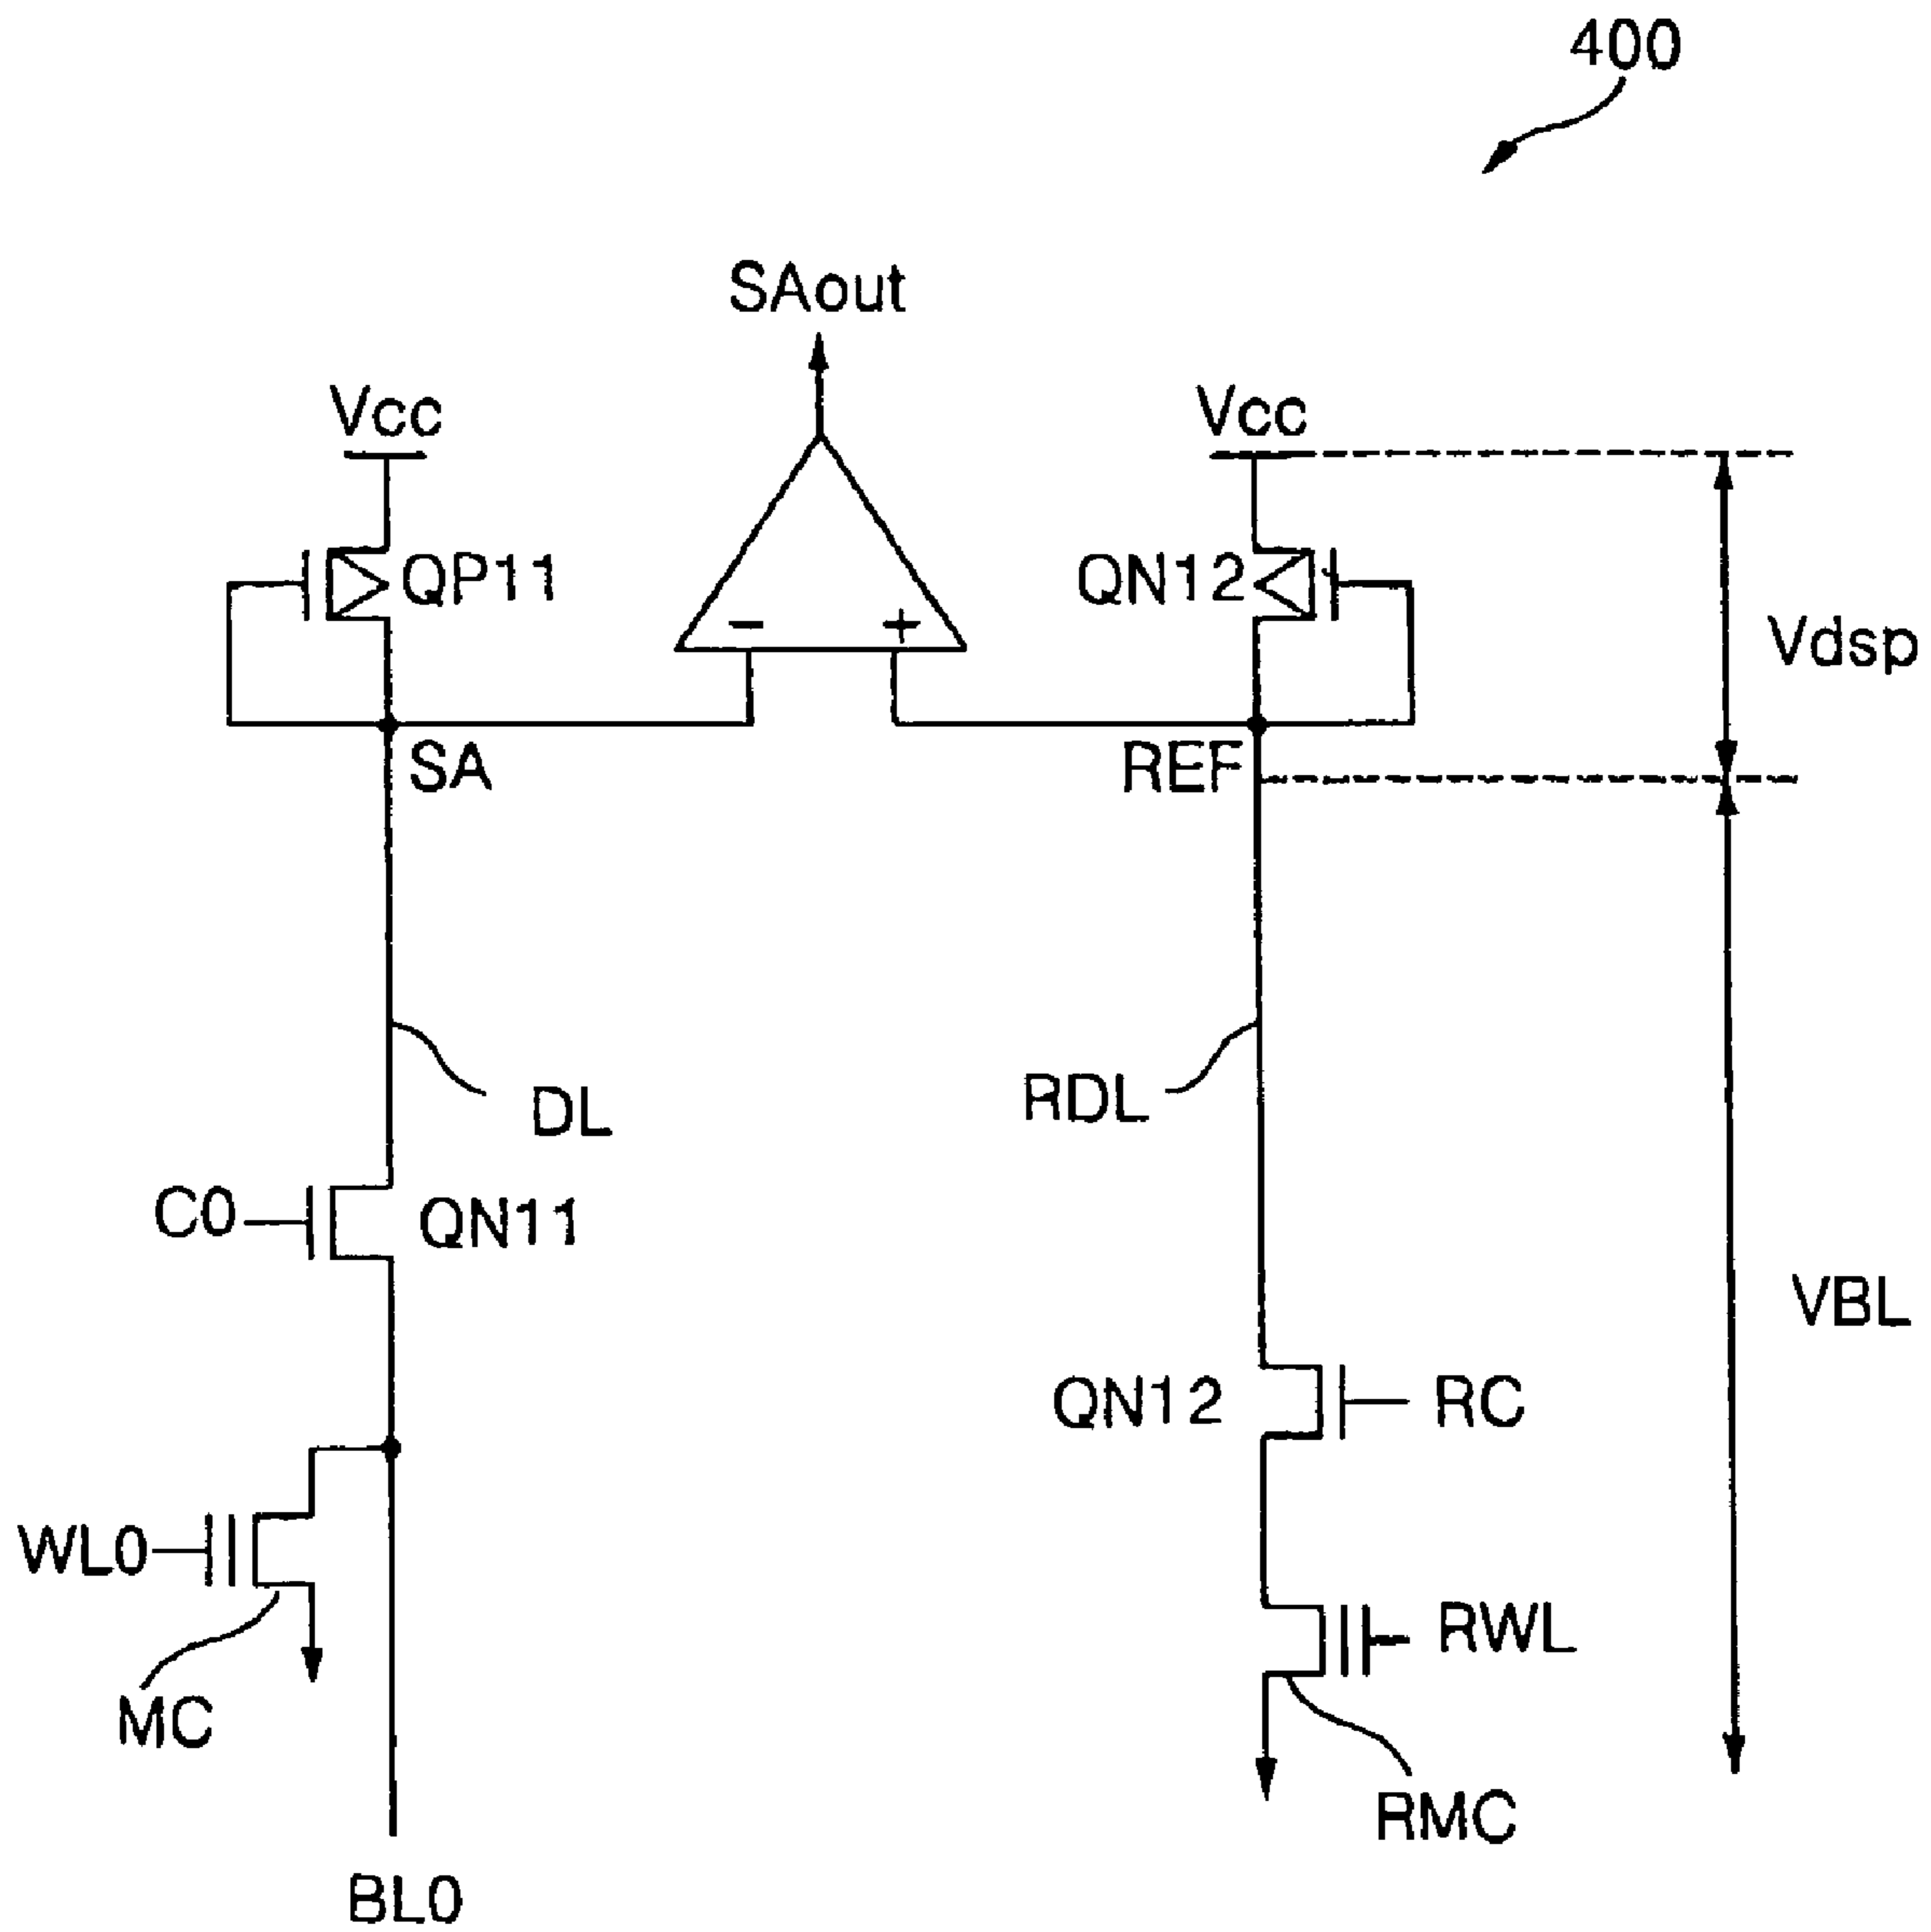 400
SAout
Vcc
Vcc
QP11
QN12
- +
Vdsp
SA
REF
DL
RDL
C0
QN11
VBL
QN12
RC
WL0
RWL
MC
RMC
BL0